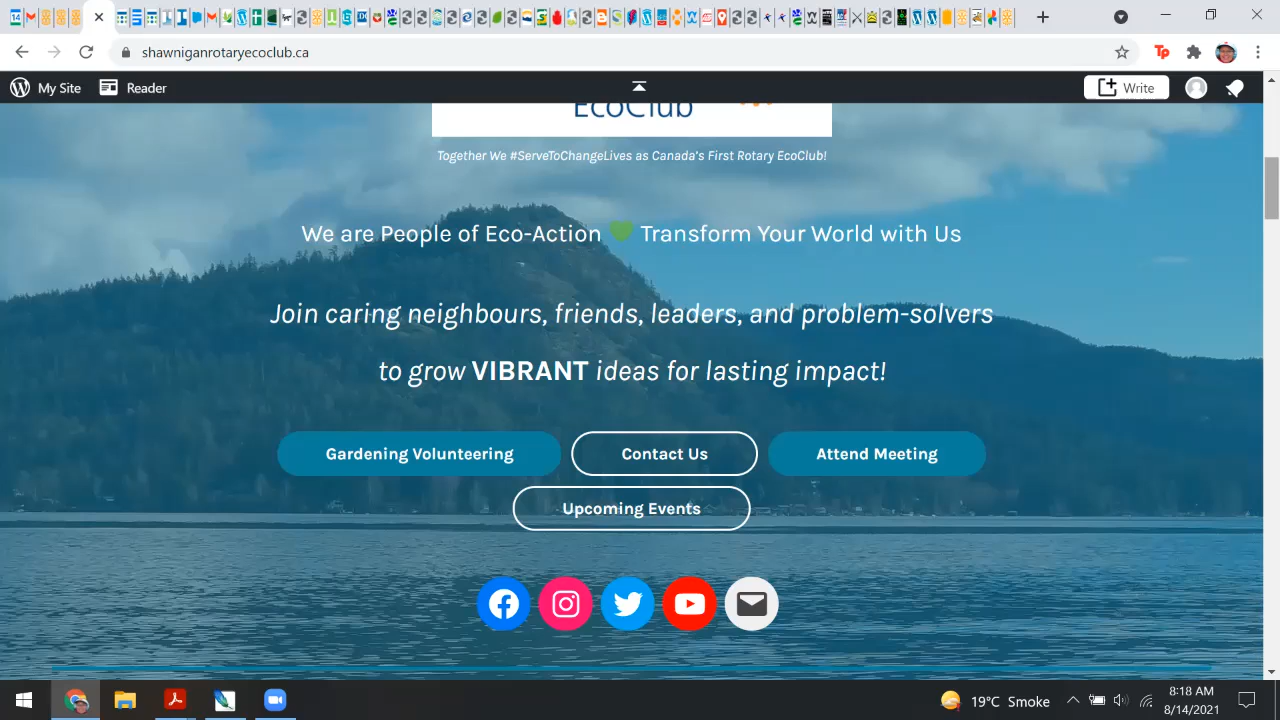 shawniganrotaryecoclub.ca
My Site
Reader
Write
EcoClub
Together We #ServeToChangeLives as Canada's First Rotary EcoClub!
We are People of Eco-Action 💚 Transform Your World with Us
Join caring neighbours, friends, leaders, and problem-solvers
to grow VIBRANT ideas for lasting impact!
Gardening Volunteering
Contact Us
Attend Meeting
Upcoming Events
19°C Smoke
8:18 AM
8/14/2021